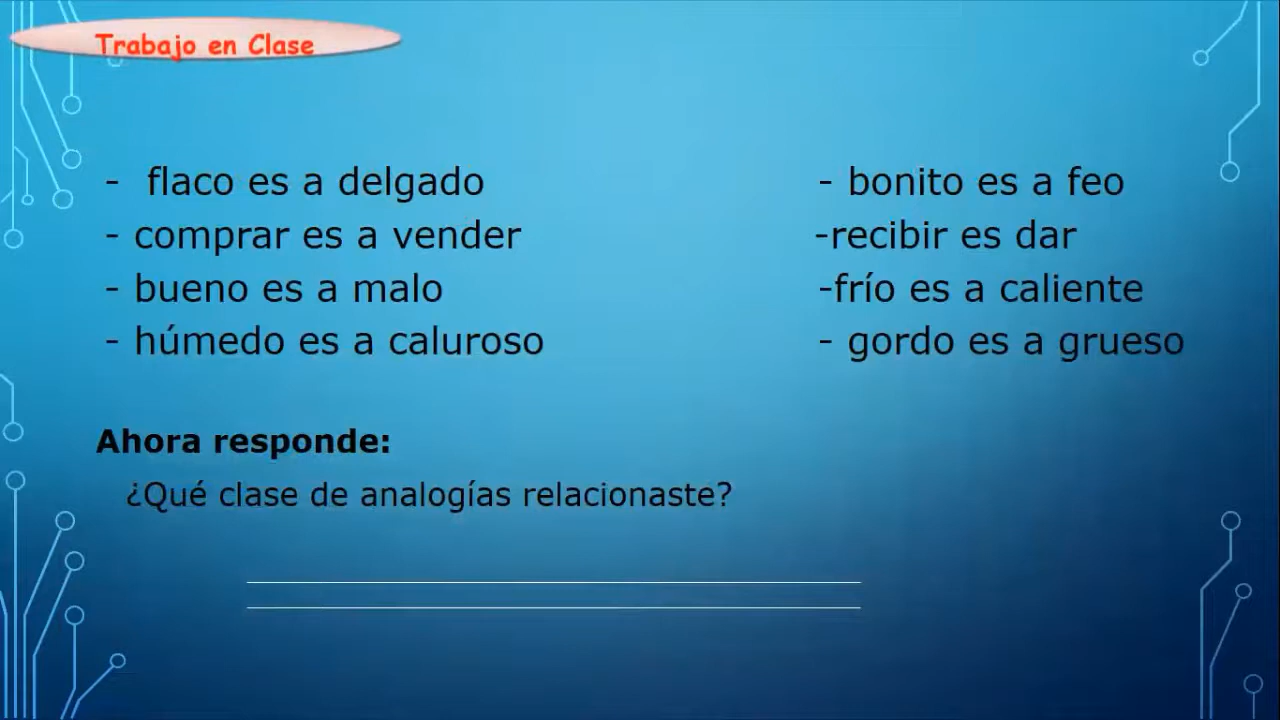 Trabajo en Clase
- flaco es a delgado
- bonito es a feo
- comprar es a vender
-recibir es dar
- bueno es a malo
-frío es a caliente
- húmedo es a caluroso
- gordo es a grueso
Ahora responde:
¿Qué clase de analogías relacionaste?